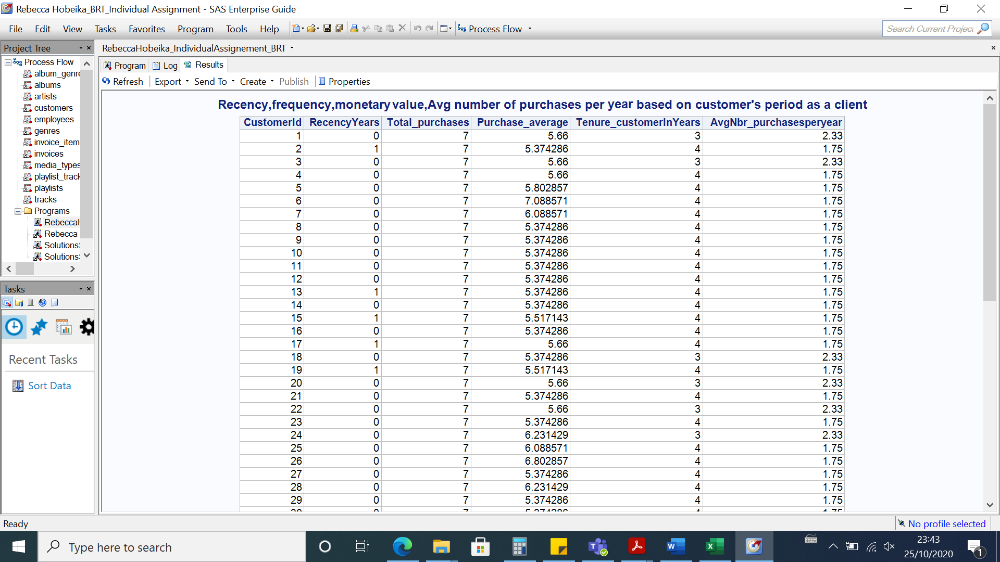 Rebecca Hobeika_BRT_Individual Assignment - SAS Enterprise Guide
File Edit View Tasks Favorites Program Tools Help Process Flow Search Current Project
Project Tree
Process Flow
album_genre
albums
artists
customers
employees
genres
invoice_item
invoices
media_types
playlist_track
playlists
tracks
Programs
Rebecca
Solutions
Solutions
RebeccaHobeika_IndividualAssignement_BRT
Program Log Results
Refresh Export Send To Create Publish Properties
Recency,frequency,monetary value,Avg number of purchases per year based on customer's period as a client
CustomerId RecencyYears Total_purchases Purchase_average Tenure_customerInYears AvgNbr_purchasesperyear
1 0 7 5.66 3 2.33
2 1 7 5.374286 4 1.75
3 0 7 5.66 3 2.33
4 0 7 5.66 4 1.75
5 0 7 5.802857 4 1.75
6 0 7 7.088571 4 1.75
7 0 7 6.088571 4 1.75
8 0 7 5.374286 4 1.75
9 0 7 5.374286 4 1.75
10 0 7 5.374286 4 1.75
11 0 7 5.374286 4 1.75
12 0 7 5.374286 4 1.75
13 1 7 5.374286 4 1.75
14 0 7 5.374286 4 1.75
15 1 7 5.517143 4 1.75
16 0 7 5.374286 4 1.75
17 1 7 5.66 4 1.75
18 0 7 5.374286 3 2.33
19 1 7 5.517143 4 1.75
20 0 7 5.66 3 2.33
21 0 7 5.374286 4 1.75
22 0 7 5.66 3 2.33
23 0 7 5.374286 4 1.75
24 0 7 6.231429 3 2.33
25 0 7 6.088571 4 1.75
26 0 7 6.802857 4 1.75
27 0 7 5.374286 4 1.75
28 0 7 6.231429 4 1.75
29 0 7 5.374286 4 1.75
Tasks
Recent Tasks
Sort Data
Ready
No profile selected
Type here to search
23:43
25/10/2020
1